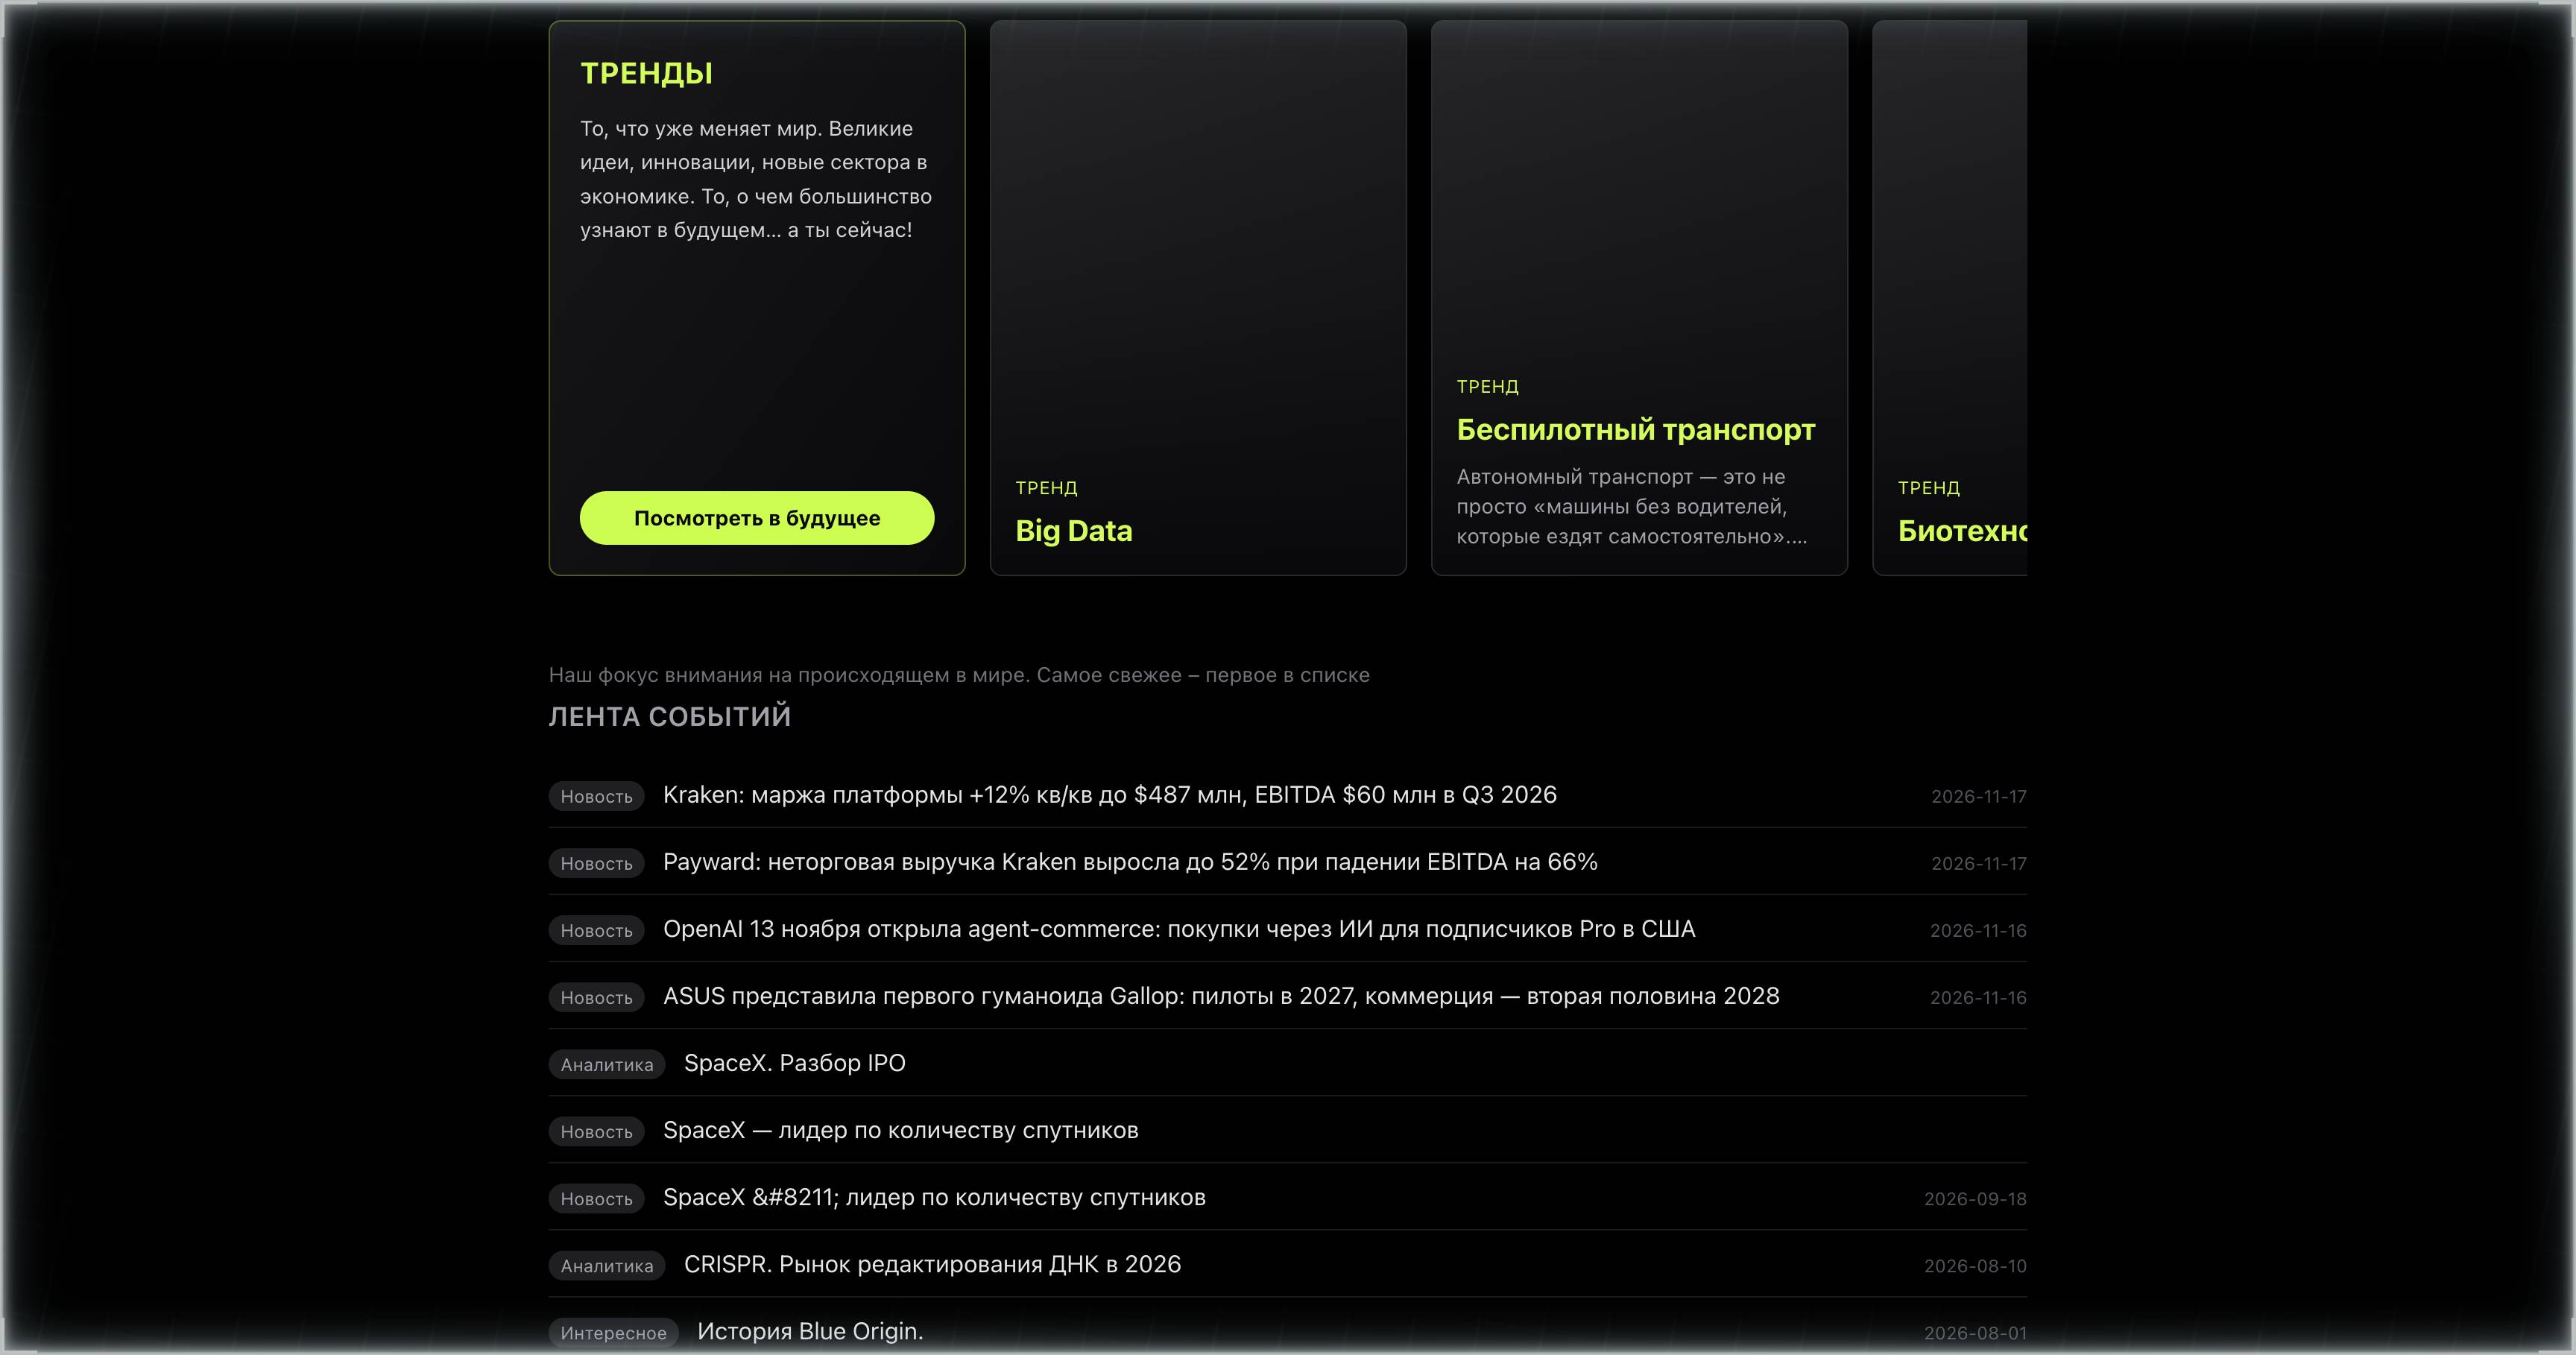 ТРЕНДЫ
То, что уже меняет мир. Великие
идеи, инновации, новые сектора в
экономике. То, о чем большинство
узнают в будущем... а ты сейчас!
Посмотреть в будущее
ТРЕНД
Big Data
ТРЕНД
Беспилотный транспорт
Автономный транспорт — это не
просто «машины без водителей,
которые ездят самостоятельно»....
ТРЕНД
Биотехно
Наш фокус внимания на происходящем в мире. Самое свежее – первое в списке
ЛЕНТА СОБЫТИЙ
Новость Kraken: маржа платформы +12% кв/кв до $487 млн, EBITDA $60 млн в Q3 2026 2026-11-17
Новость Payward: неторговая выручка Kraken выросла до 52% при падении EBITDA на 66% 2026-11-17
Новость OpenAI 13 ноября открыла agent-commerce: покупки через ИИ для подписчиков Pro в США 2026-11-16
Новость ASUS представила первого гуманоида Gallop: пилоты в 2027, коммерция — вторая половина 2028 2026-11-16
Аналитика SpaceX. Разбор IPO
Новость SpaceX — лидер по количеству спутников
Новость SpaceX &#8211; лидер по количеству спутников 2026-09-18
Аналитика CRISPR. Рынок редактирования ДНК в 2026 2026-08-10
Интересное История Blue Origin. 2026-08-01